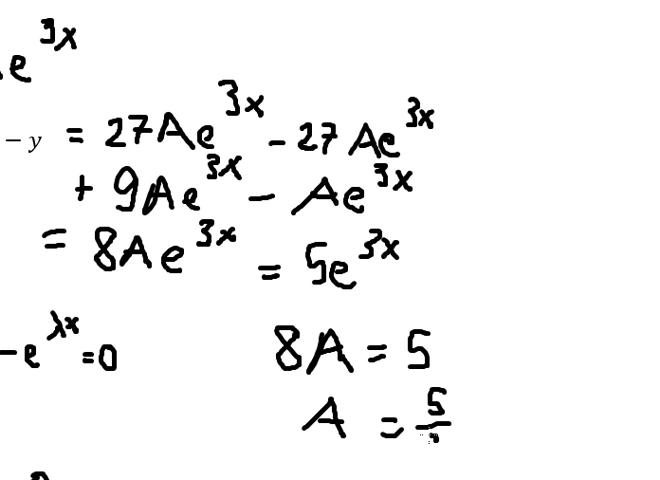 e^{3x}
- y = 27Ae^{3x} - 27Ae^{3x}
+ 9Ae^{3x} - Ae^{3x}
= 8Ae^{3x} = 5e^{3x}
- e^{λx} = 0
8A = 5
A = 5/